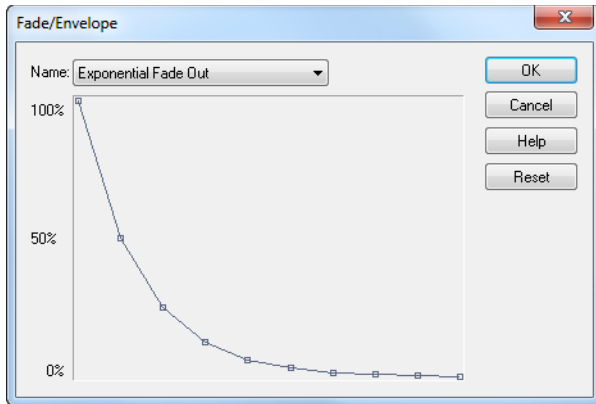 Fade/Envelope
Name: Exponential Fade Out
OK
100%
Cancel
Help
Reset
50%
0%